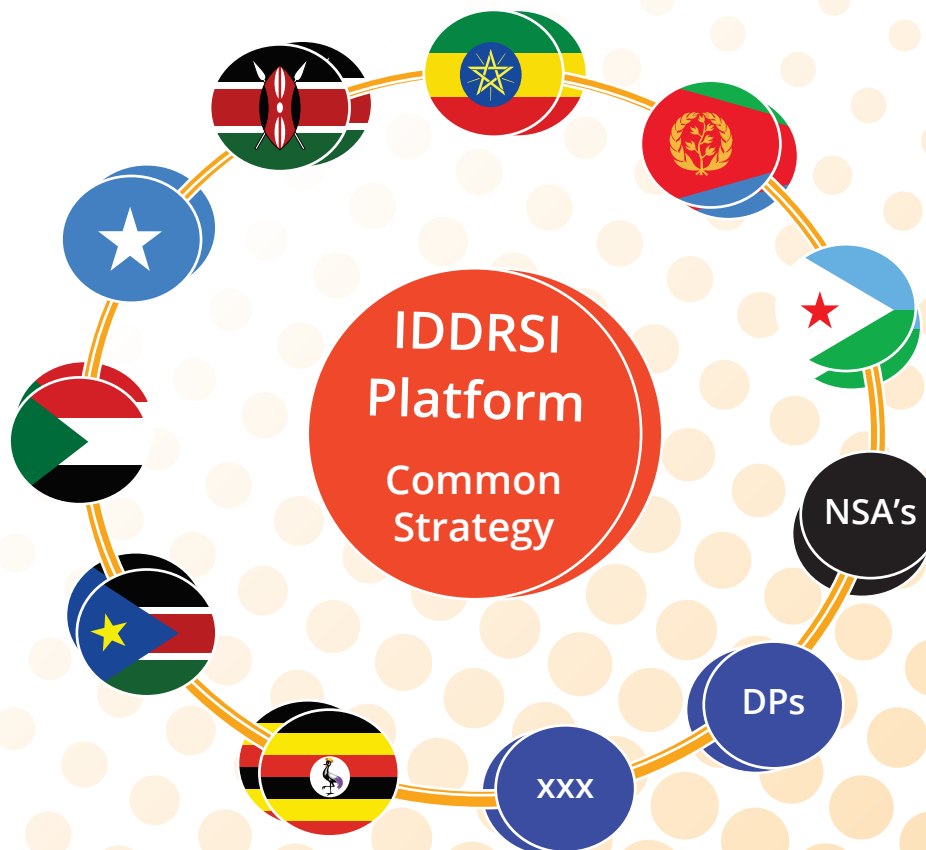 IDDRSI
Platform
Common
Strategy
NSA’s
DPs
xxx